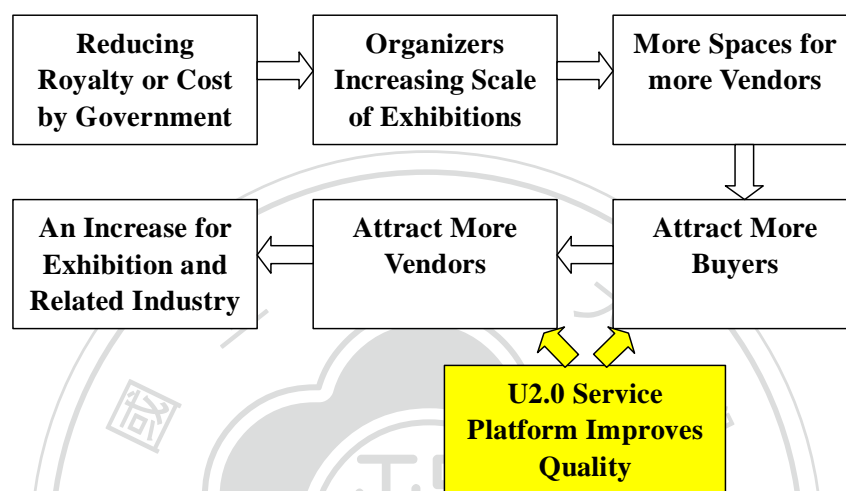 Reducing
Royalty or Cost
by Government
Organizers
Increasing Scale
of Exhibitions
More Spaces for
more Vendors
Attract More
Buyers
Attract More
Vendors
An Increase for
Exhibition and
Related Industry
U2.0 Service
Platform Improves
Quality